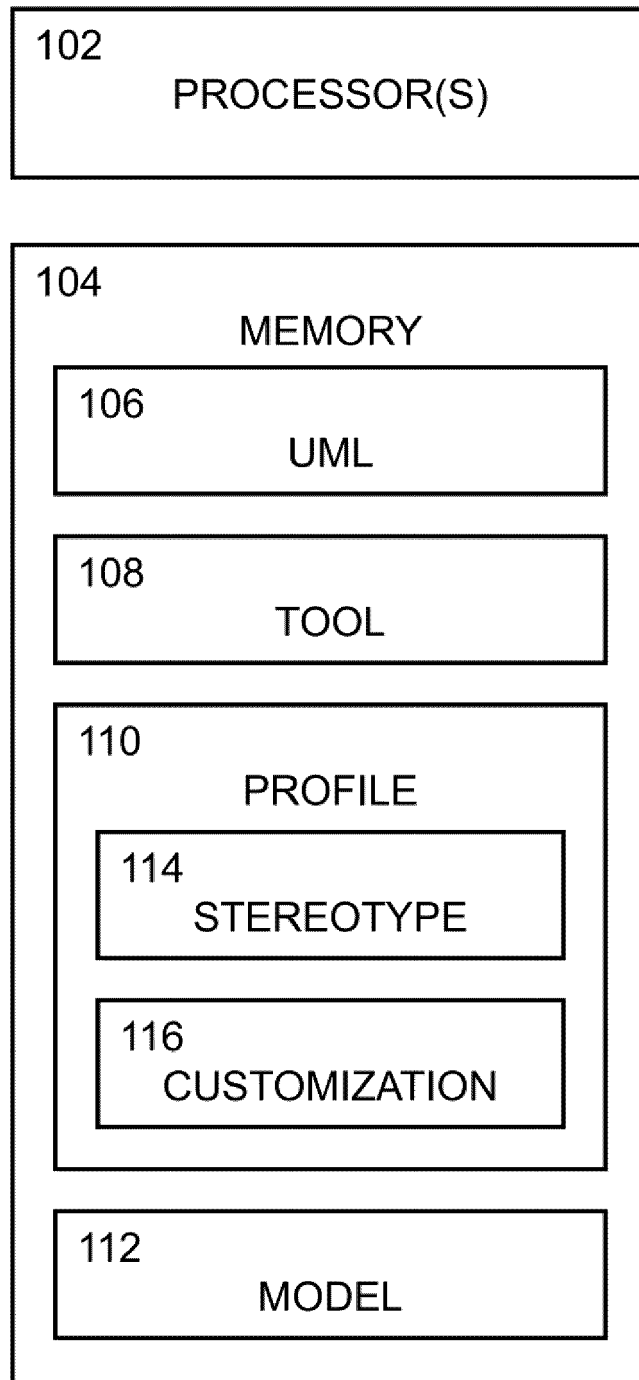 102
PROCESSOR(S)
104
MEMORY
106
UML
108
TOOL
110
PROFILE
114
STEREOTYPE
116
CUSTOMIZATION
112
MODEL